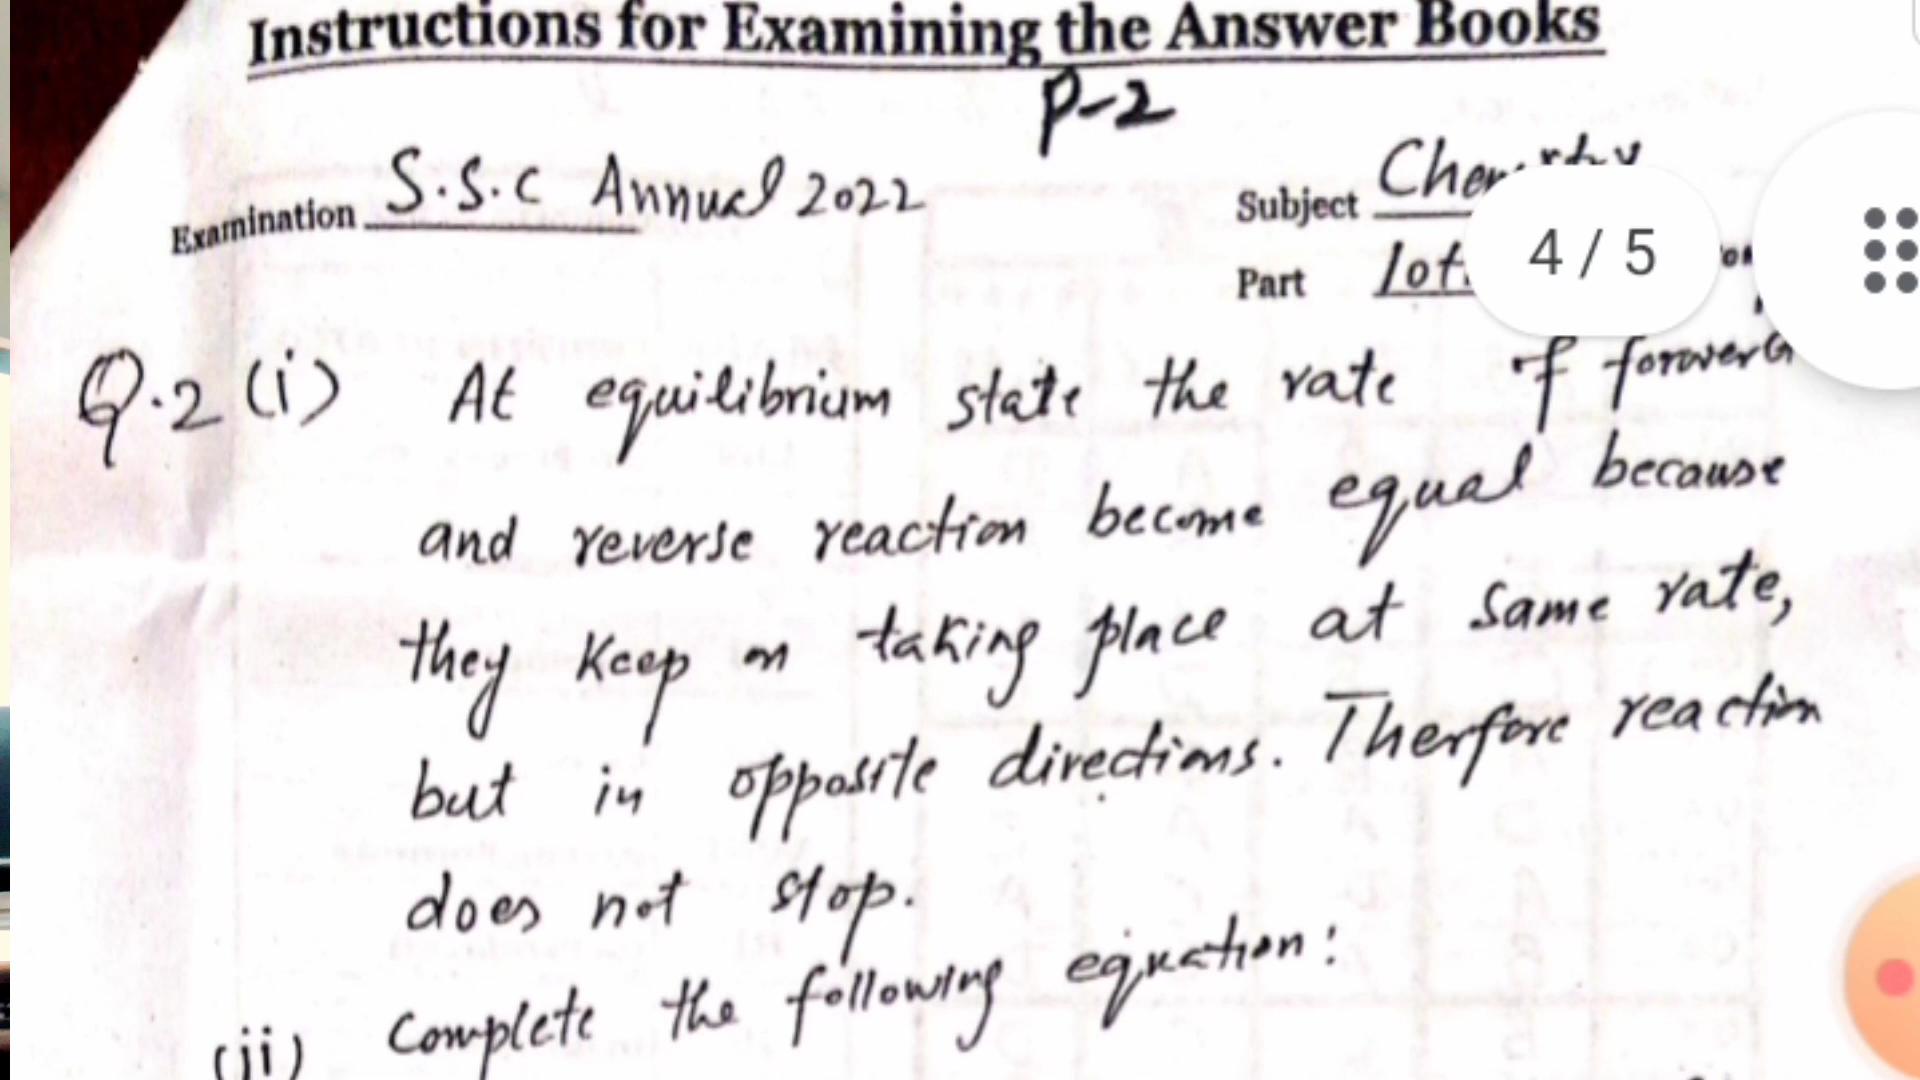 Instructions for Examining the Answer Books
P-2
Examination S.S.C Annual 2022
Subject
Part
4 / 5
Q.2 (i) At equilibrium state the rate of forward
and reverse reaction become equal because
they keep on taking place at same rate,
but in opposite directions. Therfore reaction
does not stop.
(ii) Complete the following equation: